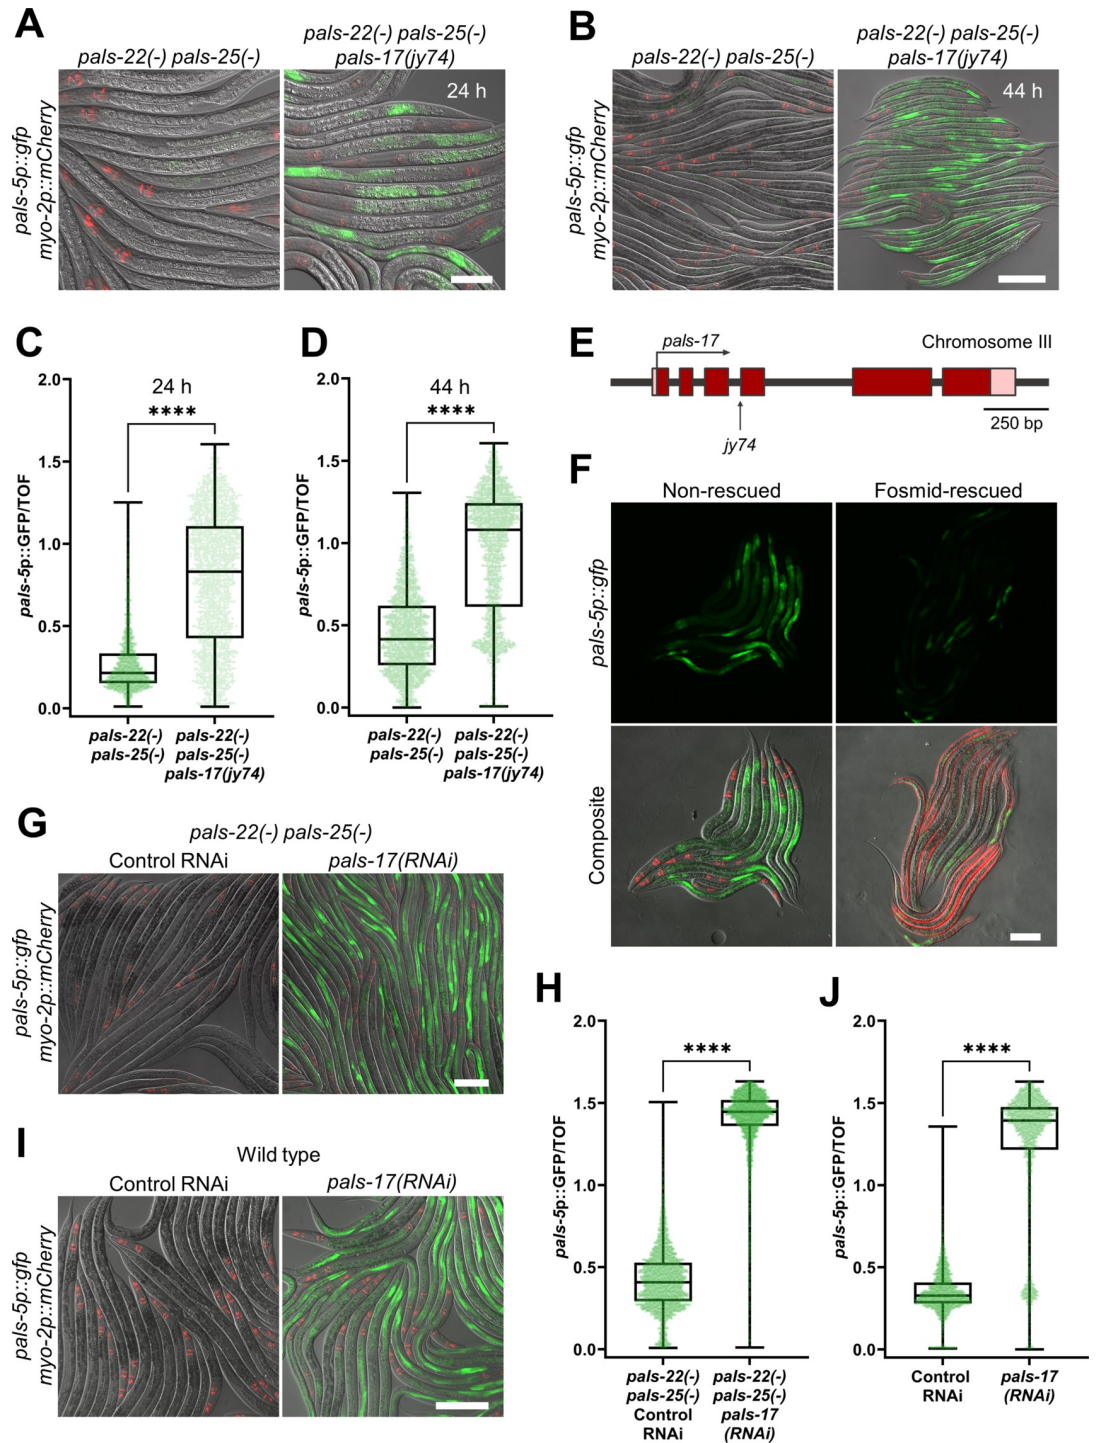 A
pals-22(-) pals-25(-)
pals-22(-) pals-25(-)
pals-17(jy74)
24 h
pals-5p::gfp
myo-2p::mCherry
B
pals-22(-) pals-25(-)
pals-22(-) pals-25(-)
pals-17(jy74)
44 h
pals-5p::gfp
myo-2p::mCherry
C
24 h
****
pals-5p::GFP/TOF
2.0
1.5
1.0
0.5
0.0
pals-22(-)
pals-25(-)
pals-22(-)
pals-25(-)
pals-17(jy74)
D
44 h
****
pals-5p::GFP/TOF
2.0
1.5
1.0
0.5
0.0
pals-22(-)
pals-25(-)
pals-22(-)
pals-25(-)
pals-17(jy74)
E
pals-17
Chromosome III
250 bp
jy74
F
Non-rescued
Fosmid-rescued
pals-5p::gfp
Composite
G
pals-22(-) pals-25(-)
Control RNAi
pals-17(RNAi)
pals-5p::gfp
myo-2p::mCherry
H
****
pals-5p::GFP/TOF
2.0
1.5
1.0
0.5
0.0
pals-22(-)
pals-25(-)
Control
RNAi
pals-22(-)
pals-25(-)
pals-17
(RNAi)
I
Wild type
Control RNAi
pals-17(RNAi)
pals-5p::gfp
myo-2p::mCherry
J
****
pals-5p::GFP/TOF
2.0
1.5
1.0
0.5
0.0
Control
RNAi
pals-17
(RNAi)